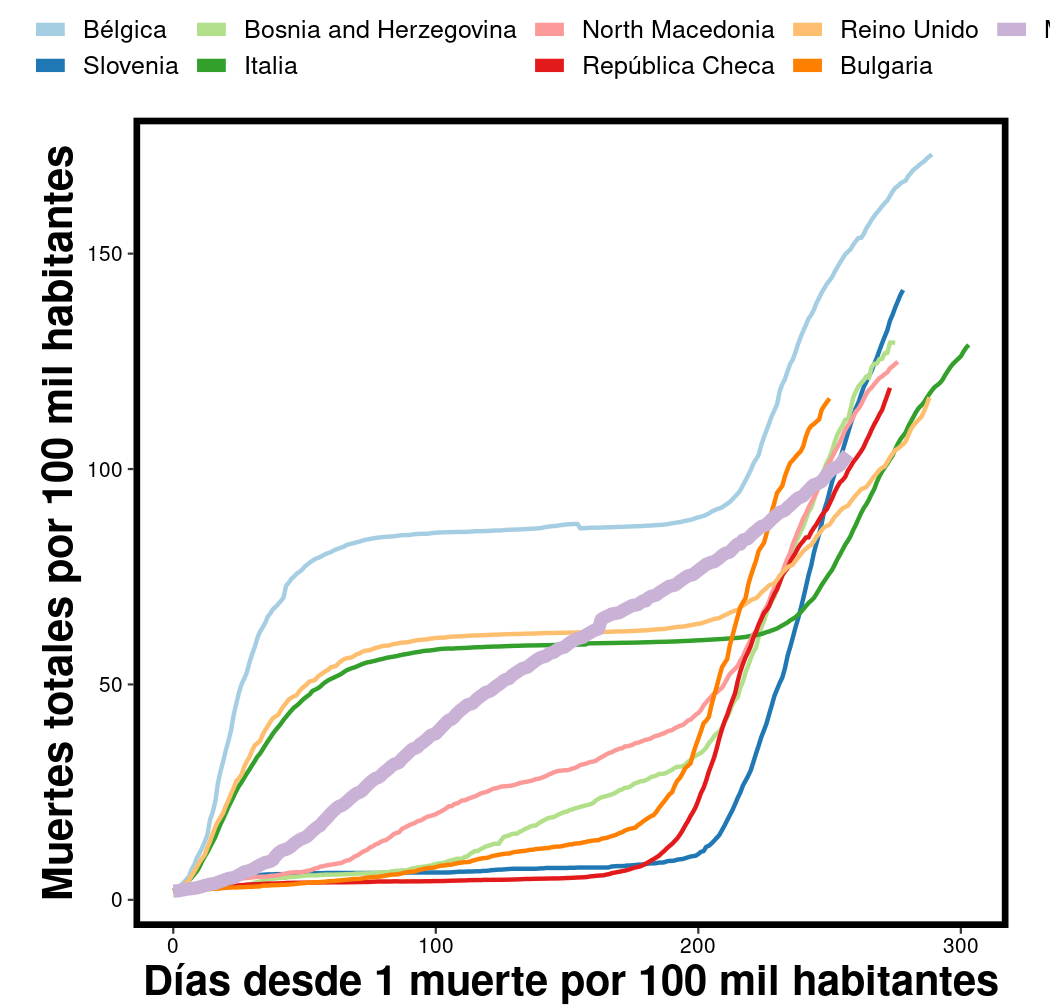 Bélgica Bosnia and Herzegovina North Macedonia Reino Unido
Slovenia Italia República Checa Bulgaria
Muertes totales por 100 mil habitantes
150
100
50
0
0 100 200 300
Días desde 1 muerte por 100 mil habitantes